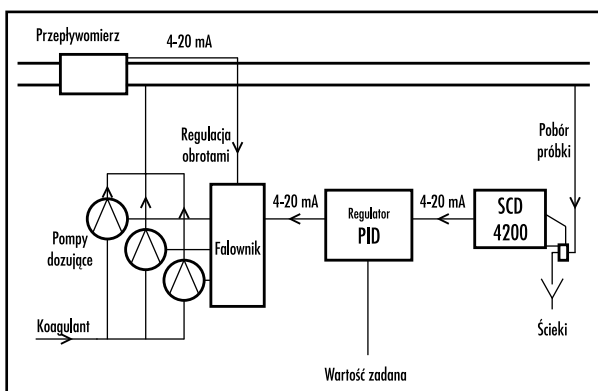 Przepływomierz
4-20 mA
Regulacja
obrotami
Pobór
próbki
4-20 mA
4-20 mA
Pompy
dozujące
Falownik
Regulator
PID
SCD
4200
Koagulant
Ścieki
Wartość zadana